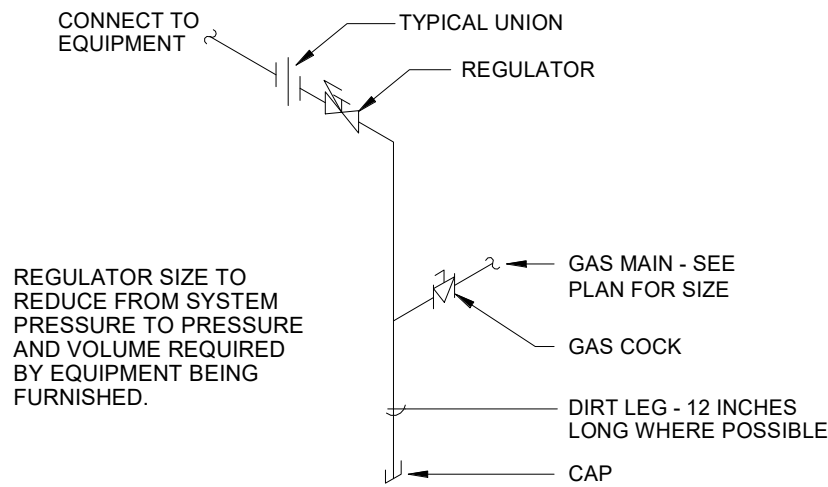 CONNECT TO
EQUIPMENT
TYPICAL UNION
REGULATOR
REGULATOR SIZE TO
REDUCE FROM SYSTEM
PRESSURE TO PRESSURE
AND VOLUME REQUIRED
BY EQUIPMENT BEING
FURNISHED.
GAS MAIN - SEE
PLAN FOR SIZE
GAS COCK
DIRT LEG - 12 INCHES
LONG WHERE POSSIBLE
CAP